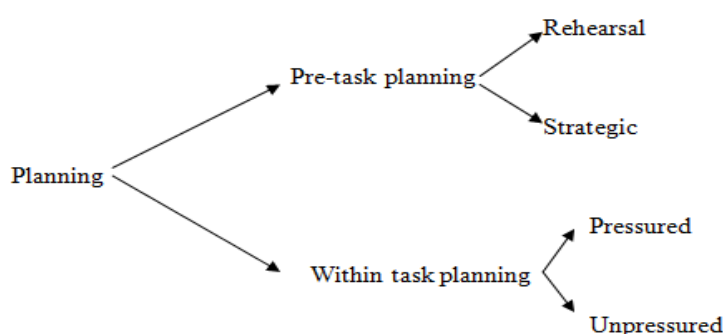 Rehearsal
Pre-task planning
Strategic
Planning
Pressured
Within task planning
Unpressured